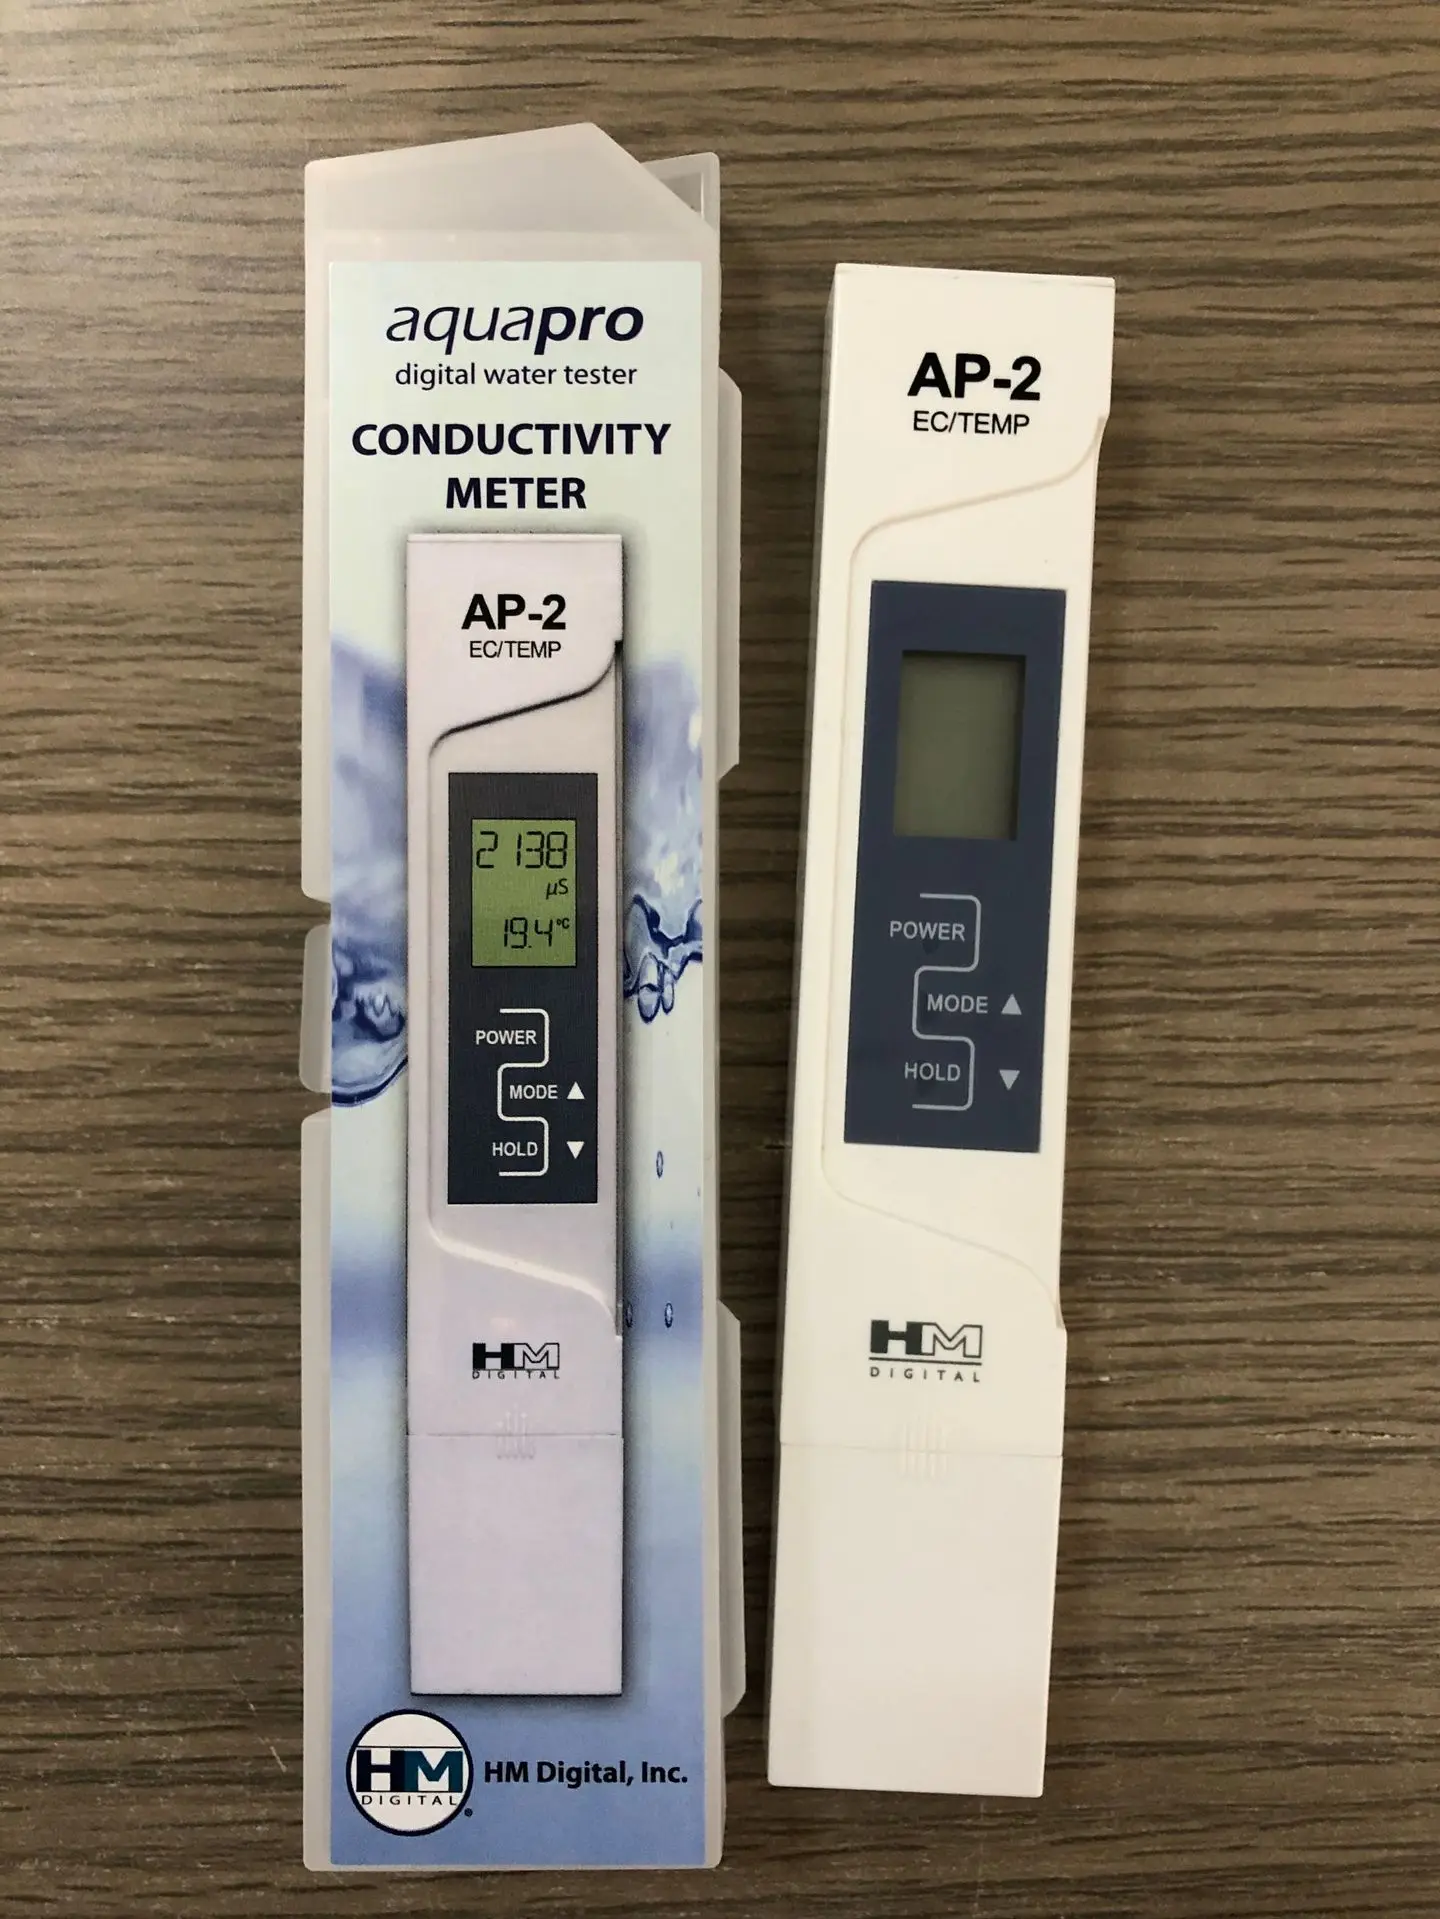 aquapro
digital water tester
CONDUCTIVITY
METER
AP-2
EC/TEMP
2138
µS
19.4°C
POWER
MODE ▲
HOLD ▼
HM
DIGITAL
HM
DIGITAL®
HM Digital, Inc.
AP-2
EC/TEMP
POWER
MODE ▲
HOLD ▼
HM
DIGITAL